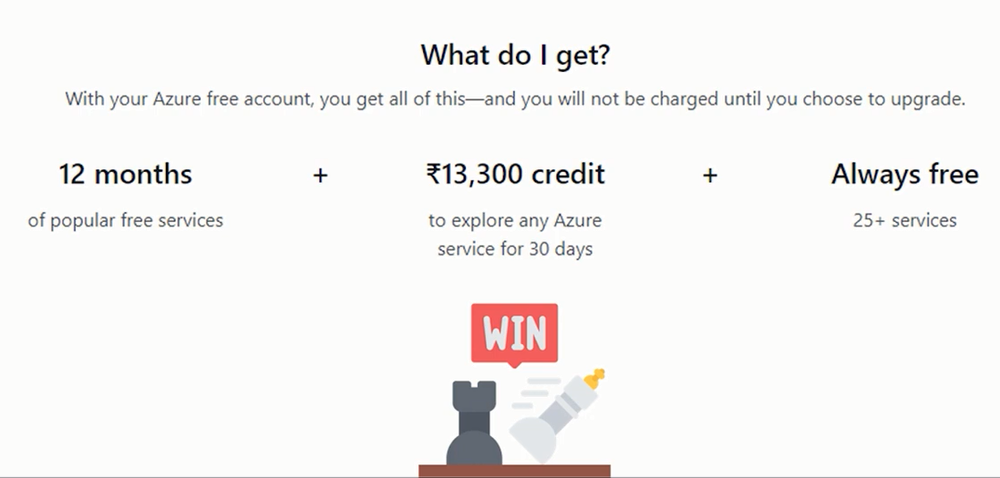 What do I get?
With your Azure free account, you get all of this—and you will not be charged until you choose to upgrade.
12 months + ₹13,300 credit + Always free
of popular free services to explore any Azure 25+ services
service for 30 days
WIN